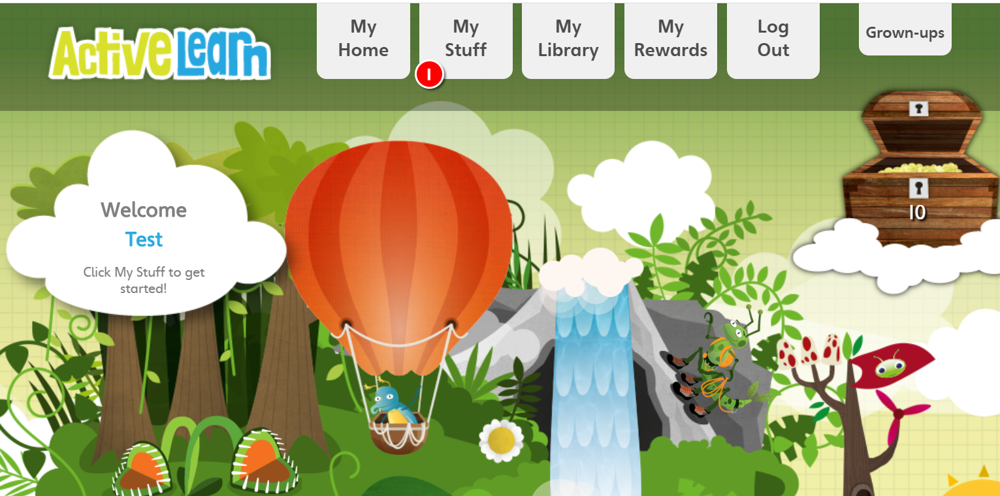 ActiveLearn
My
Home
My
Stuff
1
My
Library
My
Rewards
Log
Out
Grown-ups
10
Welcome
Test
Click My Stuff to get
started!